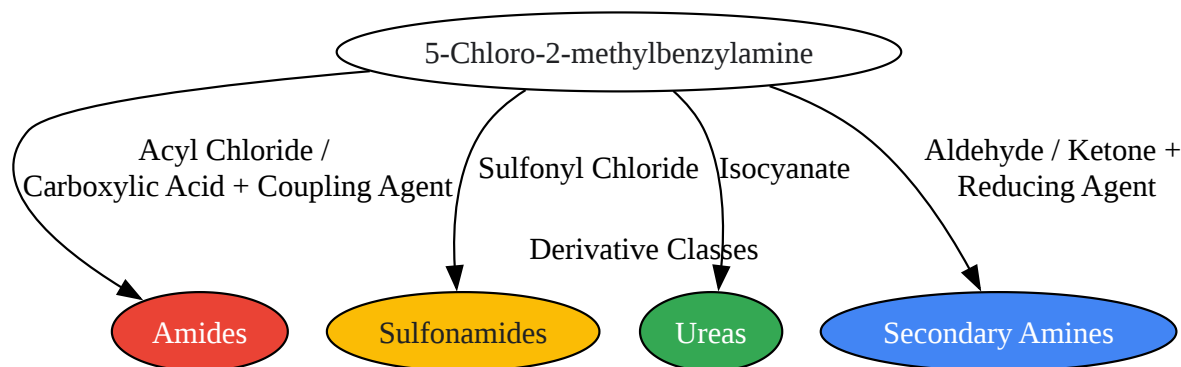 5-Chloro-2-methylbenzylamine
Acyl Chloride /
Carboxylic Acid + Coupling Agent
Sulfonyl Chloride
Isocyanate
Aldehyde / Ketone +
Reducing Agent
Derivative Classes
Amides
Sulfonamides
Ureas
Secondary Amines